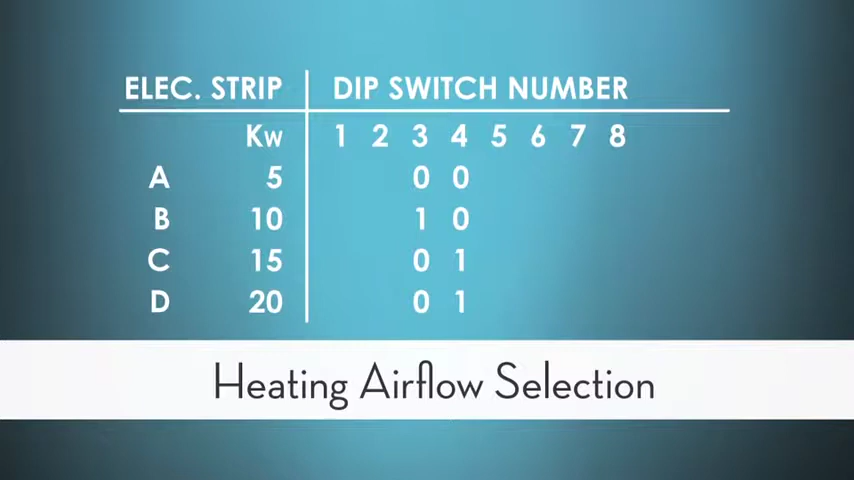 ELEC. STRIP DIP SWITCH NUMBER
Kw 1 2 3 4 5 6 7 8
A 5 0 0
B 10 1 0
C 15 0 1
D 20 0 1
Heating Airflow Selection